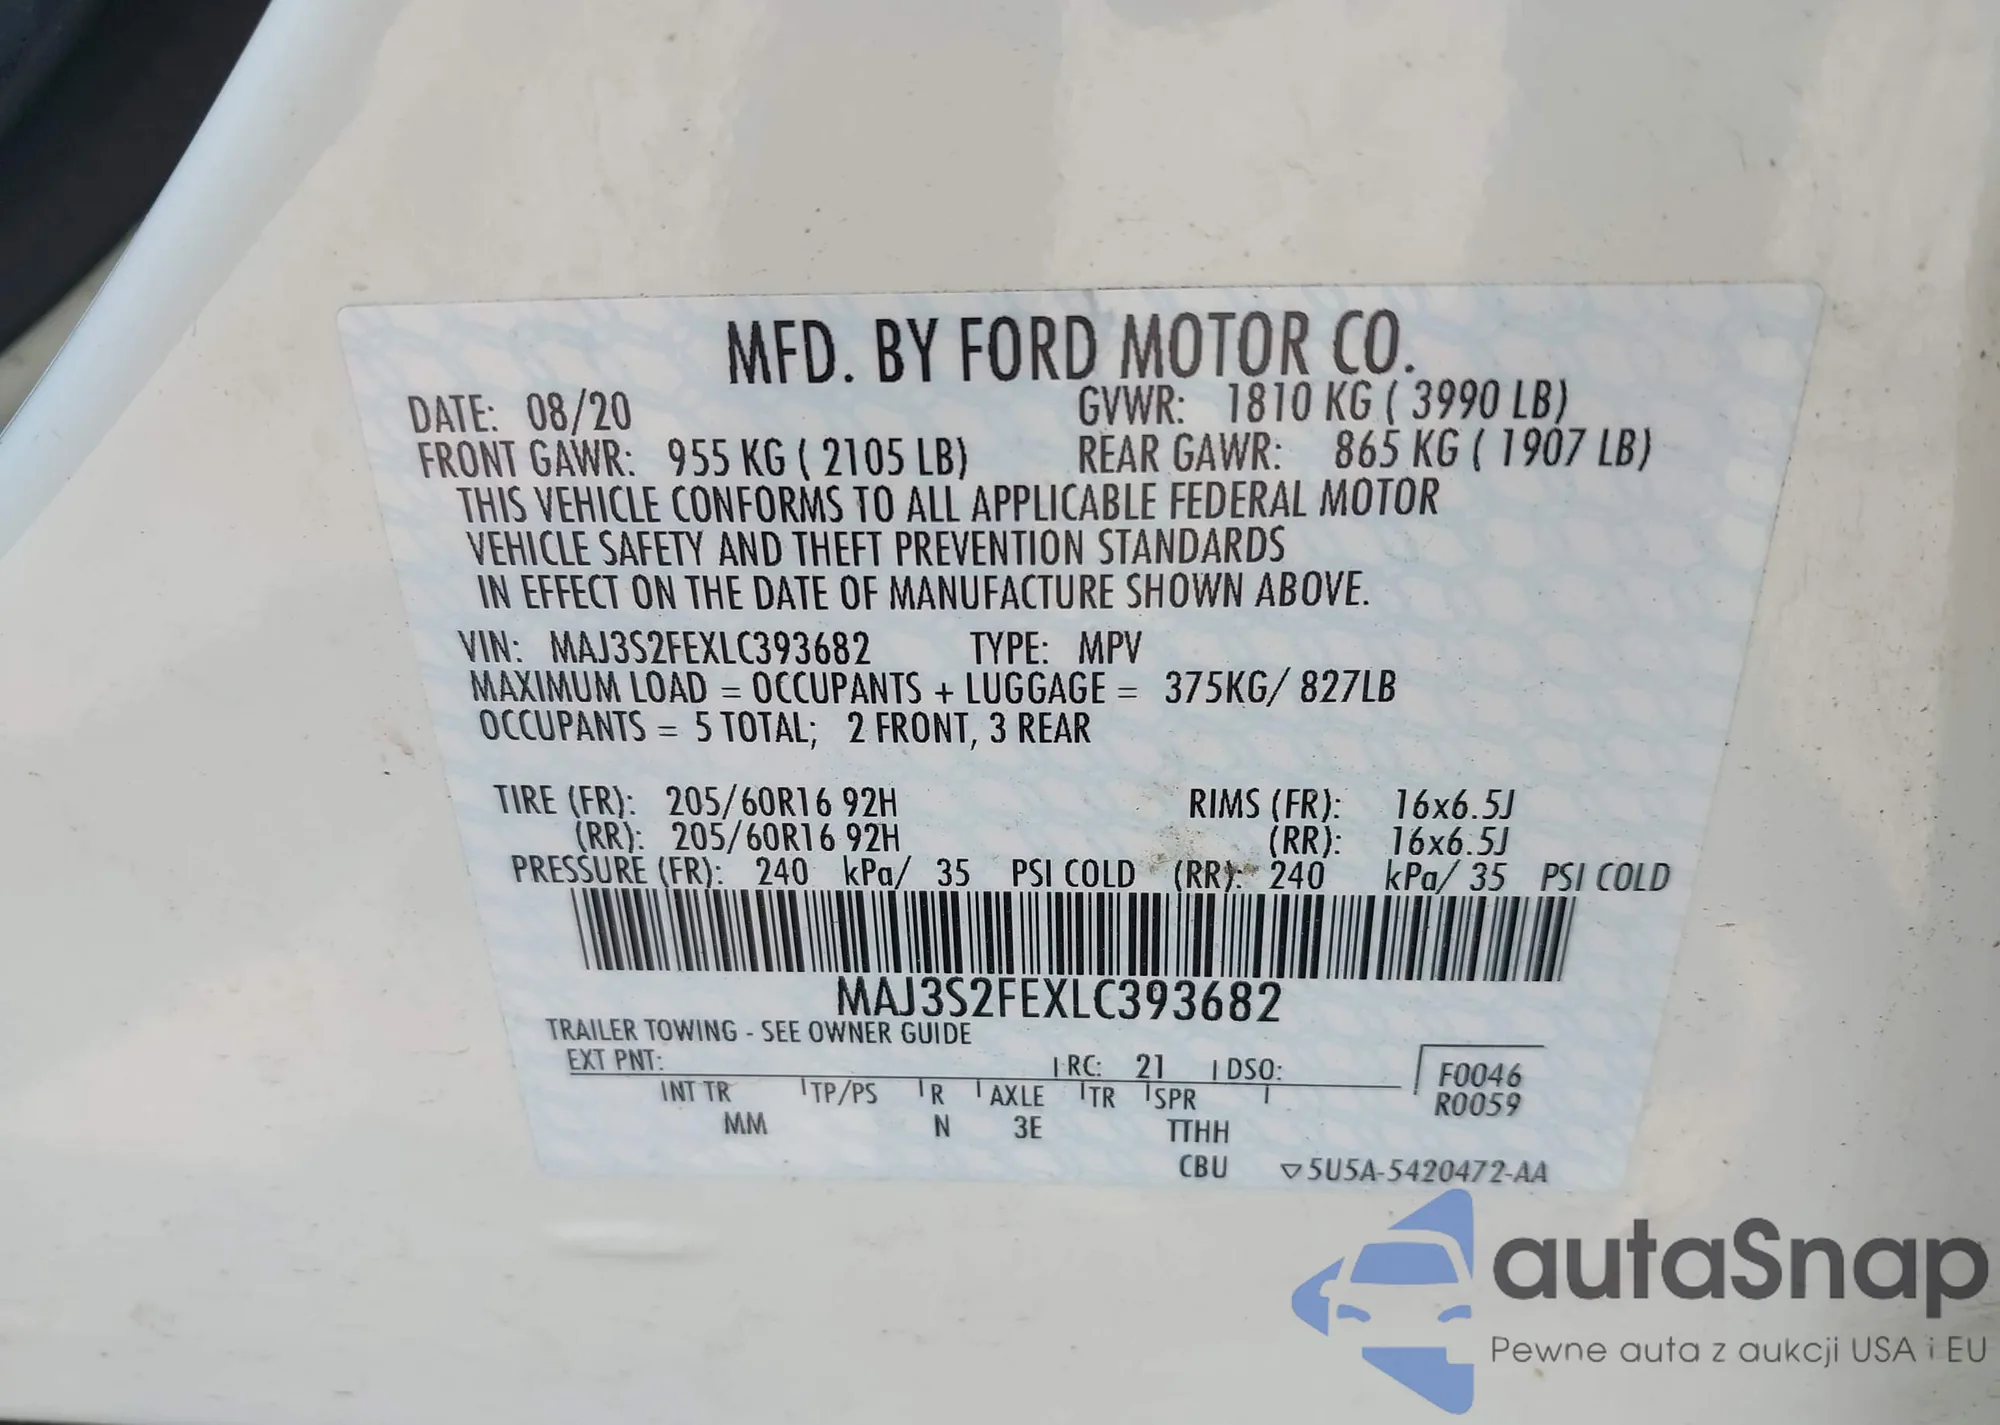 MFD. BY FORD MOTOR CO.
DATE: 08/20 GVWR: 1810 KG ( 3990 LB)
FRONT GAWR: 955 KG ( 2105 LB) REAR GAWR: 865 KG ( 1907 LB)
THIS VEHICLE CONFORMS TO ALL APPLICABLE FEDERAL MOTOR
VEHICLE SAFETY AND THEFT PREVENTION STANDARDS
IN EFFECT ON THE DATE OF MANUFACTURE SHOWN ABOVE.
VIN: MAJ3S2FEXLC393682 TYPE: MPV
MAXIMUM LOAD = OCCUPANTS + LUGGAGE = 375KG/ 827LB
OCCUPANTS = 5 TOTAL; 2 FRONT, 3 REAR
TIRE (FR): 205/60R16 92H RIMS (FR): 16x6.5J
(RR): 205/60R16 92H (RR): 16x6.5J
PRESSURE (FR): 240 kPa/ 35 PSI COLD (RR): 240 kPa/ 35 PSI COLD
MAJ3S2FEXLC393682
TRAILER TOWING - SEE OWNER GUIDE
EXT PNT: RC: 21 DSO: F0046
INT TR TP/PS R AXLE TR SPR R0059
MM N 3E TTHH
CBU ▽5U5A-5420472-AA
autaSnap
Pewne auta z aukcji USA i EU